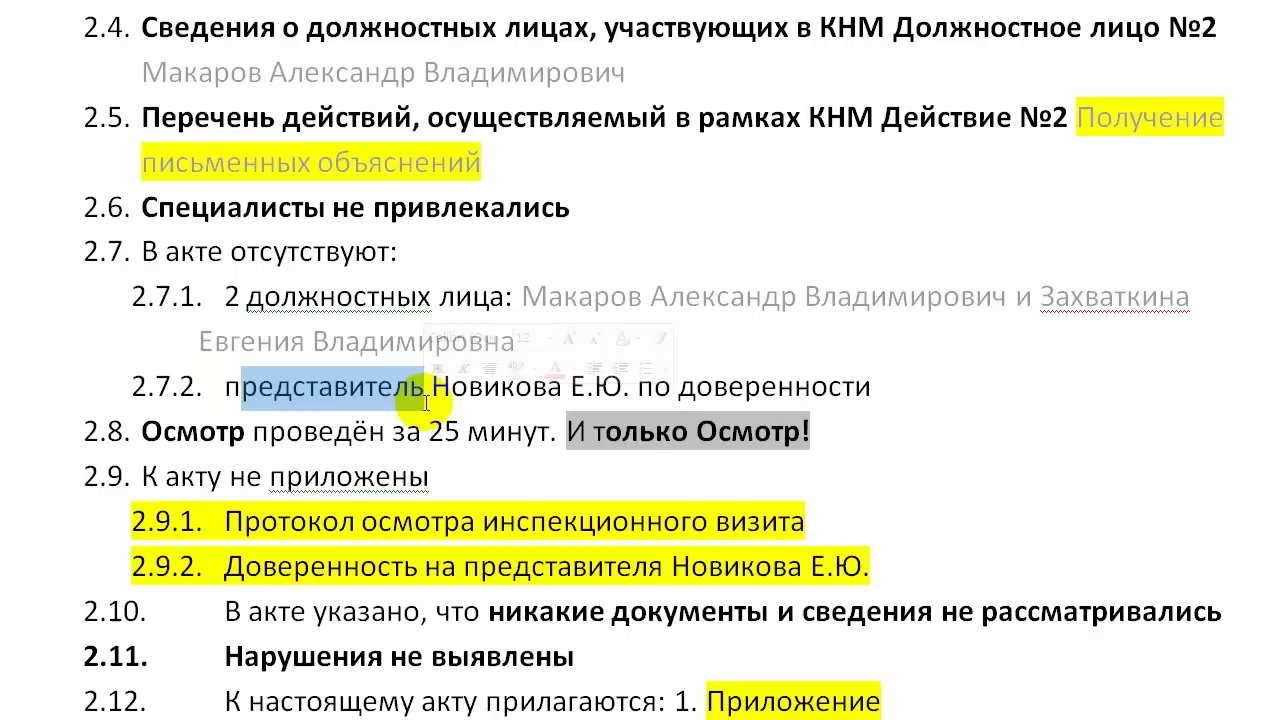 2.4. Сведения о должностных лицах, участвующих в КНМ Должностное лицо №2
Макаров Александр Владимирович
2.5. Перечень действий, осуществляемый в рамках КНМ Действие №2 Получение
письменных объяснений
2.6. Специалисты не привлекались
2.7. В акте отсутствуют:
2.7.1. 2 должностных лица: Макаров Александр Владимирович и Захваткина
Евгения Владимировна
2.7.2. представитель Новикова Е.Ю. по доверенности
2.8. Осмотр проведён за 25 минут. И только Осмотр!
2.9. К акту не приложены
2.9.1. Протокол осмотра инспекционного визита
2.9.2. Доверенность на представителя Новикова Е.Ю.
2.10. В акте указано, что никакие документы и сведения не рассматривались
2.11. Нарушения не выявлены
2.12. К настоящему акту прилагаются: 1. Приложение